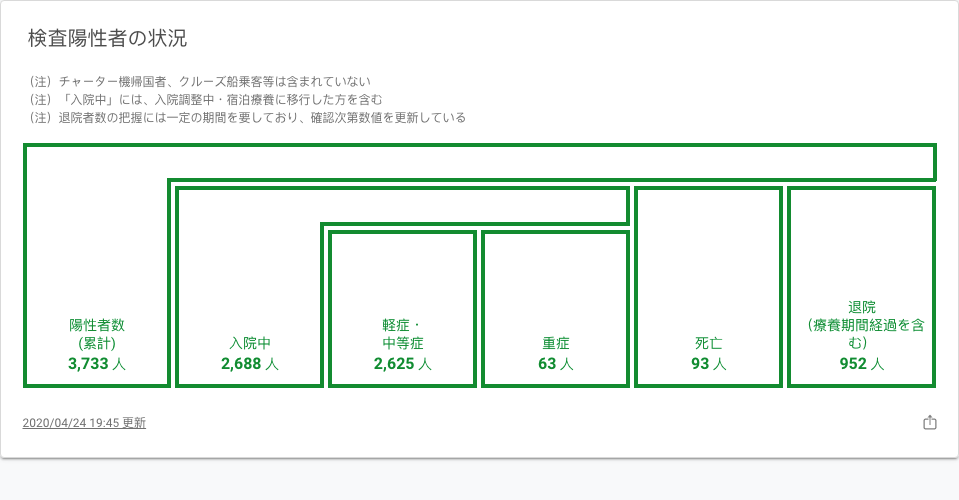 検査陽性者の状況
（注）チャーター機帰国者、クルーズ船乗客等は含まれていない
（注）「入院中」には、入院調整中・宿泊療養に移行した方を含む
（注）退院者数の把握には一定の期間を要しており、確認次第数値を更新している
陽性者数
(累計)
3,733 人
入院中
2,688 人
軽症・
中等症
2,625 人
重症
63 人
死亡
93 人
退院
（療養期間経過を含
む）
952 人
2020/04/24 19:45 更新